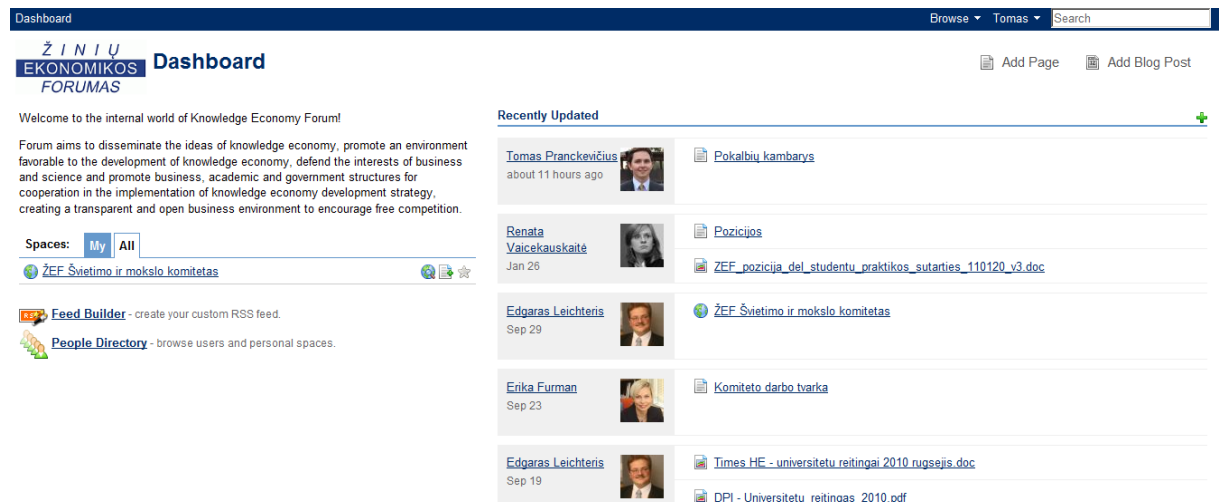 Dashboard
Browse Tomas Search
ŽINIŲ
EKONOMIKOS
FORUMAS
Dashboard
Add Page Add Blog Post
Welcome to the internal world of Knowledge Economy Forum!
Forum aims to disseminate the ideas of knowledge economy, promote an environment
favorable to the development of knowledge economy, defend the interests of business
and science and promote business, academic and government structures for
cooperation in the implementation of knowledge economy development strategy,
creating a transparent and open business environment to encourage free competition.
Spaces: My All
ŽEF Švietimo ir mokslo komitetas
Feed Builder - create your custom RSS feed.
People Directory - browse users and personal spaces.
Recently Updated
Tomas Pranckevičius
about 11 hours ago
Pokalbių kambarys
Renata
Vaicekauskaitė
Jan 26
Pozicijos
ZEF_pozicija_del_studentu_praktikos_sutarties_110120_v3.doc
Edgaras Leichteris
Sep 29
ŽEF Švietimo ir mokslo komitetas
Erika Furman
Sep 23
Komiteto darbo tvarka
Edgaras Leichteris
Sep 19
Times HE - universitetu reitingai 2010 rugsejis.doc
DPI - Universitetu_reitingas_2010.pdf